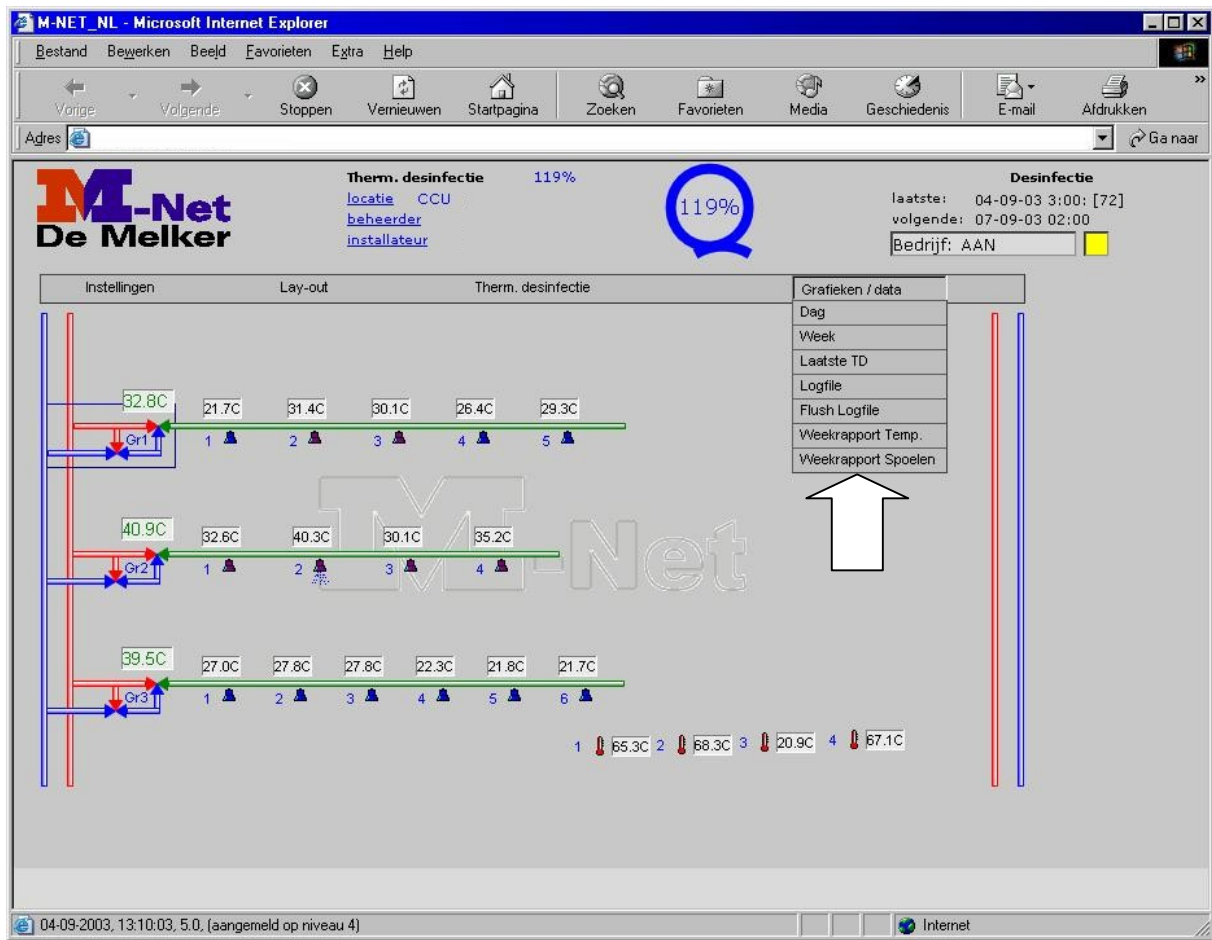 M-NET_NL - Microsoft Internet Explorer
Bestand Bewerken Beeld Favorieten Extra Help
Vorige Volgende Stoppen Vernieuwen Startpagina Zoeken Favorieten Media Geschiedenis E-mail Afdrukken »
Adres Ga naar
M-Net
De Melker
Therm. desinfectie 119%
locatie CCU
beheerder
installateur
119%
Desinfectie
laatste: 04-09-03 3:00: [72]
volgende: 07-09-03 02:00
Bedrijf: AAN
Instellingen Lay-out Therm. desinfectie Grafieken / data
Dag
Week
Laatste TD
Logfile
Flush Logfile
Weekrapport Temp.
Weekrapport Spoelen
32.8C 21.7C 31.4C 30.1C 26.4C 29.3C
Gr1 1 2 3 4 5
M-Net
40.9C 32.6C 40.3C 30.1C 35.2C
Gr2 1 2 3 4
39.5C 27.0C 27.8C 27.8C 22.3C 21.8C 21.7C
Gr3 1 2 3 4 5 6
1 65.3C 2 68.3C 3 20.9C 4 67.1C
04-09-2003, 13:10:03, 5.0, (aangemeld op niveau 4) Internet